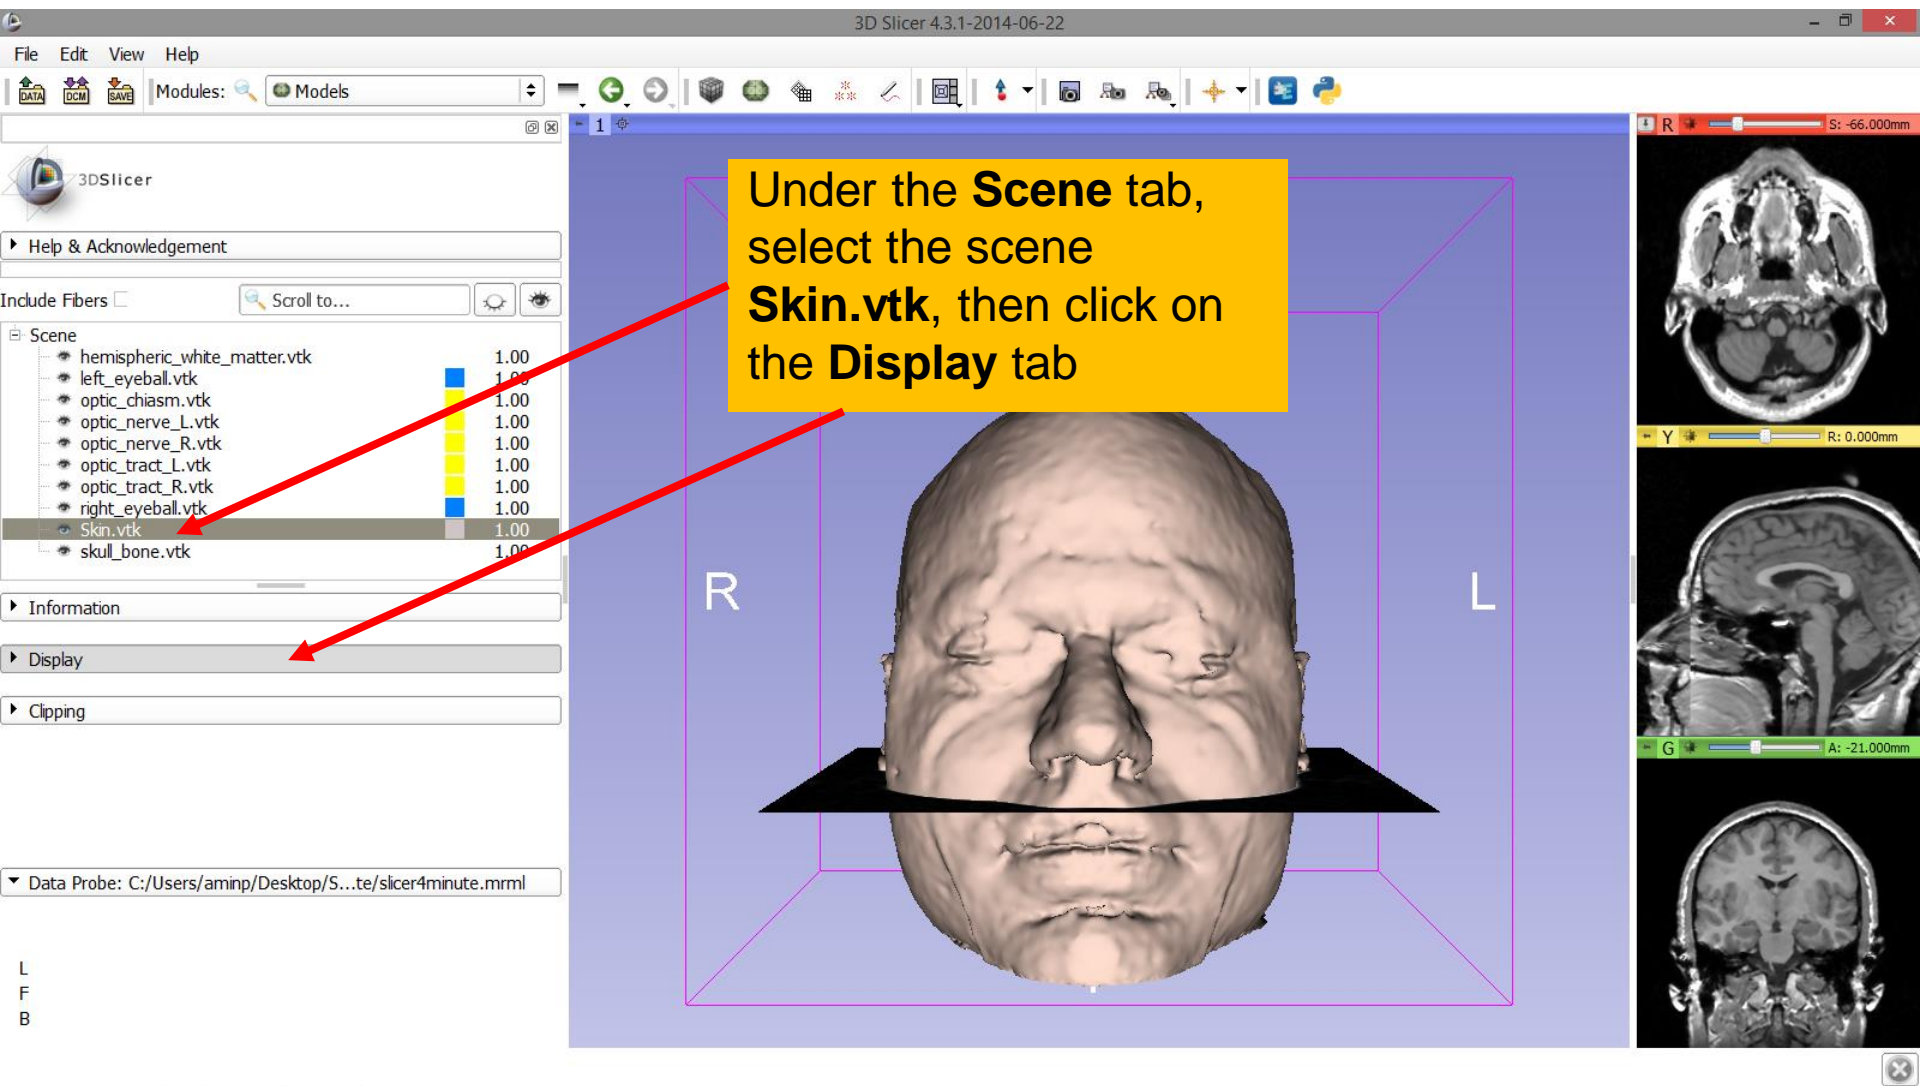 3D Slicer 4.3.1-2014-06-22
File Edit View Help
DATA DCM SAVE Modules: Models
3DSlicer
Help & Acknowledgement
Include Fibers Scroll to...
Scene
hemispheric_white_matter.vtk 1.00
left_eyeball.vtk 1.00
optic_chiasm.vtk 1.00
optic_nerve_L.vtk 1.00
optic_nerve_R.vtk 1.00
optic_tract_L.vtk 1.00
optic_tract_R.vtk 1.00
right_eyeball.vtk 1.00
Skin.vtk 1.00
skull_bone.vtk 1.00
Information
Display
Clipping
Data Probe: C:/Users/aminp/Desktop/S...te/slicer4minute.mrml
L
F
B
1
Under the Scene tab,
select the scene
Skin.vtk, then click on
the Display tab
R L
R S: -66.000mm
Y R: 0.000mm
G A: -21.000mm